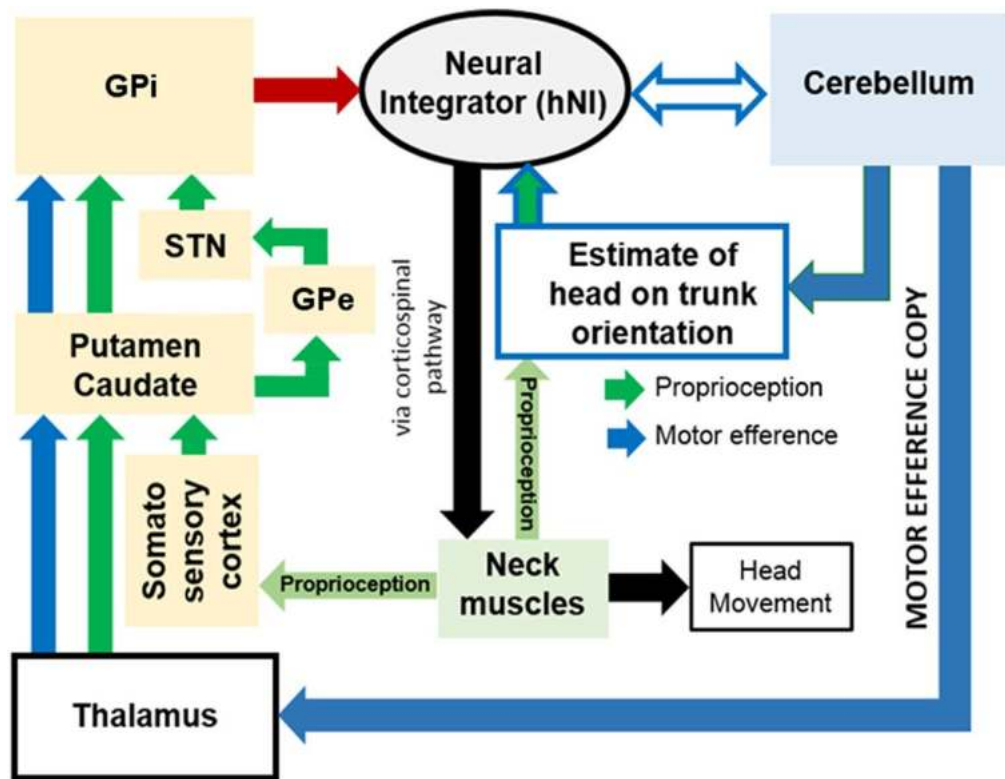 GPi
Neural
Integrator (hNI)
Cerebellum
STN
GPe
Estimate of
head on trunk
orientation
Putamen
Caudate
via corticospinal
pathway
Proprioception
Proprioception
Motor efference
MOTOR EFFERENCE COPY
Somato
sensory
cortex
Proprioception
Neck
muscles
Head
Movement
Thalamus